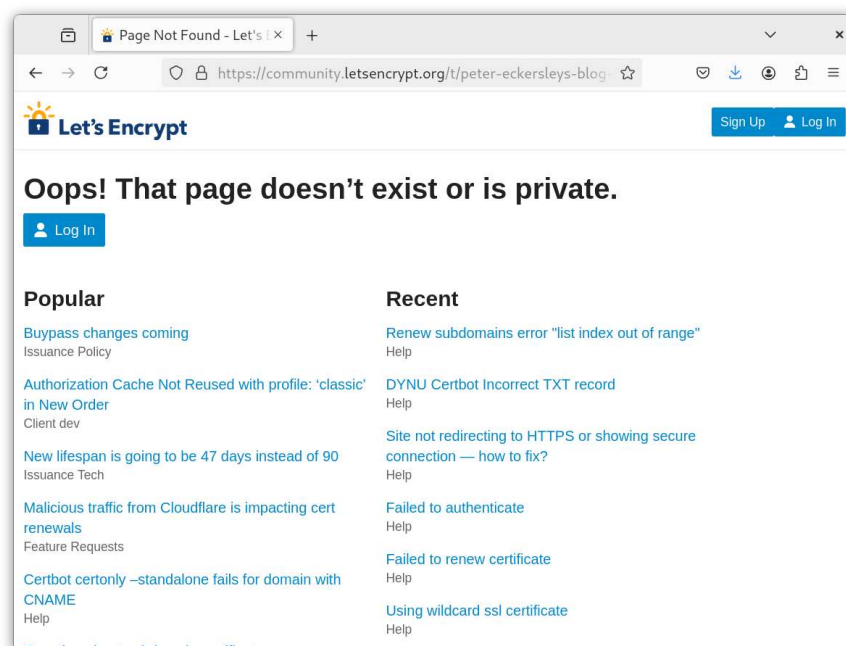 Page Not Found - Let's
https://community.letsencrypt.org/t/peter-eckersleys-blog-
Let's Encrypt
Sign Up
Log In
Oops! That page doesn’t exist or is private.
Log In
Popular
Buypass changes coming
Issuance Policy
Authorization Cache Not Reused with profile: ‘classic’
in New Order
Client dev
New lifespan is going to be 47 days instead of 90
Issuance Tech
Malicious traffic from Cloudflare is impacting cert
renewals
Feature Requests
Certbot certonly –standalone fails for domain with
CNAME
Help
Recent
Renew subdomains error "list index out of range"
Help
DYNU Certbot Incorrect TXT record
Help
Site not redirecting to HTTPS or showing secure
connection — how to fix?
Help
Failed to authenticate
Help
Failed to renew certificate
Help
Using wildcard ssl certificate
Help